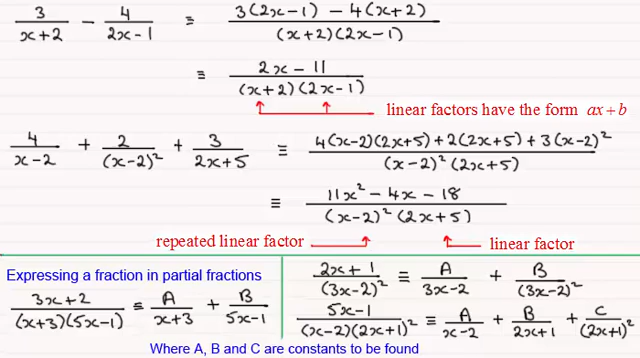 3/(x+2) − 4/(2x−1) ≡ (3(2x−1) − 4(x+2))/((x+2)(2x−1))
≡ (2x − 11)/((x+2)(2x−1))
linear factors have the form ax + b
4/(x−2) + 2/(x−2)² + 3/(2x+5) ≡ (4(x−2)(2x+5) + 2(2x+5) + 3(x−2)²)/((x−2)²(2x+5))
≡ (11x² − 4x − 18)/((x−2)²(2x+5))
repeated linear factor linear factor
Expressing a fraction in partial fractions
(3x+2)/((x+3)(5x−1)) ≡ A/(x+3) + B/(5x−1)
(2x+1)/(3x−2)² ≡ A/(3x−2) + B/(3x−2)²
(5x−1)/((x−2)(2x+1)²) ≡ A/(x−2) + B/(2x+1) + C/(2x+1)²
Where A, B and C are constants to be found